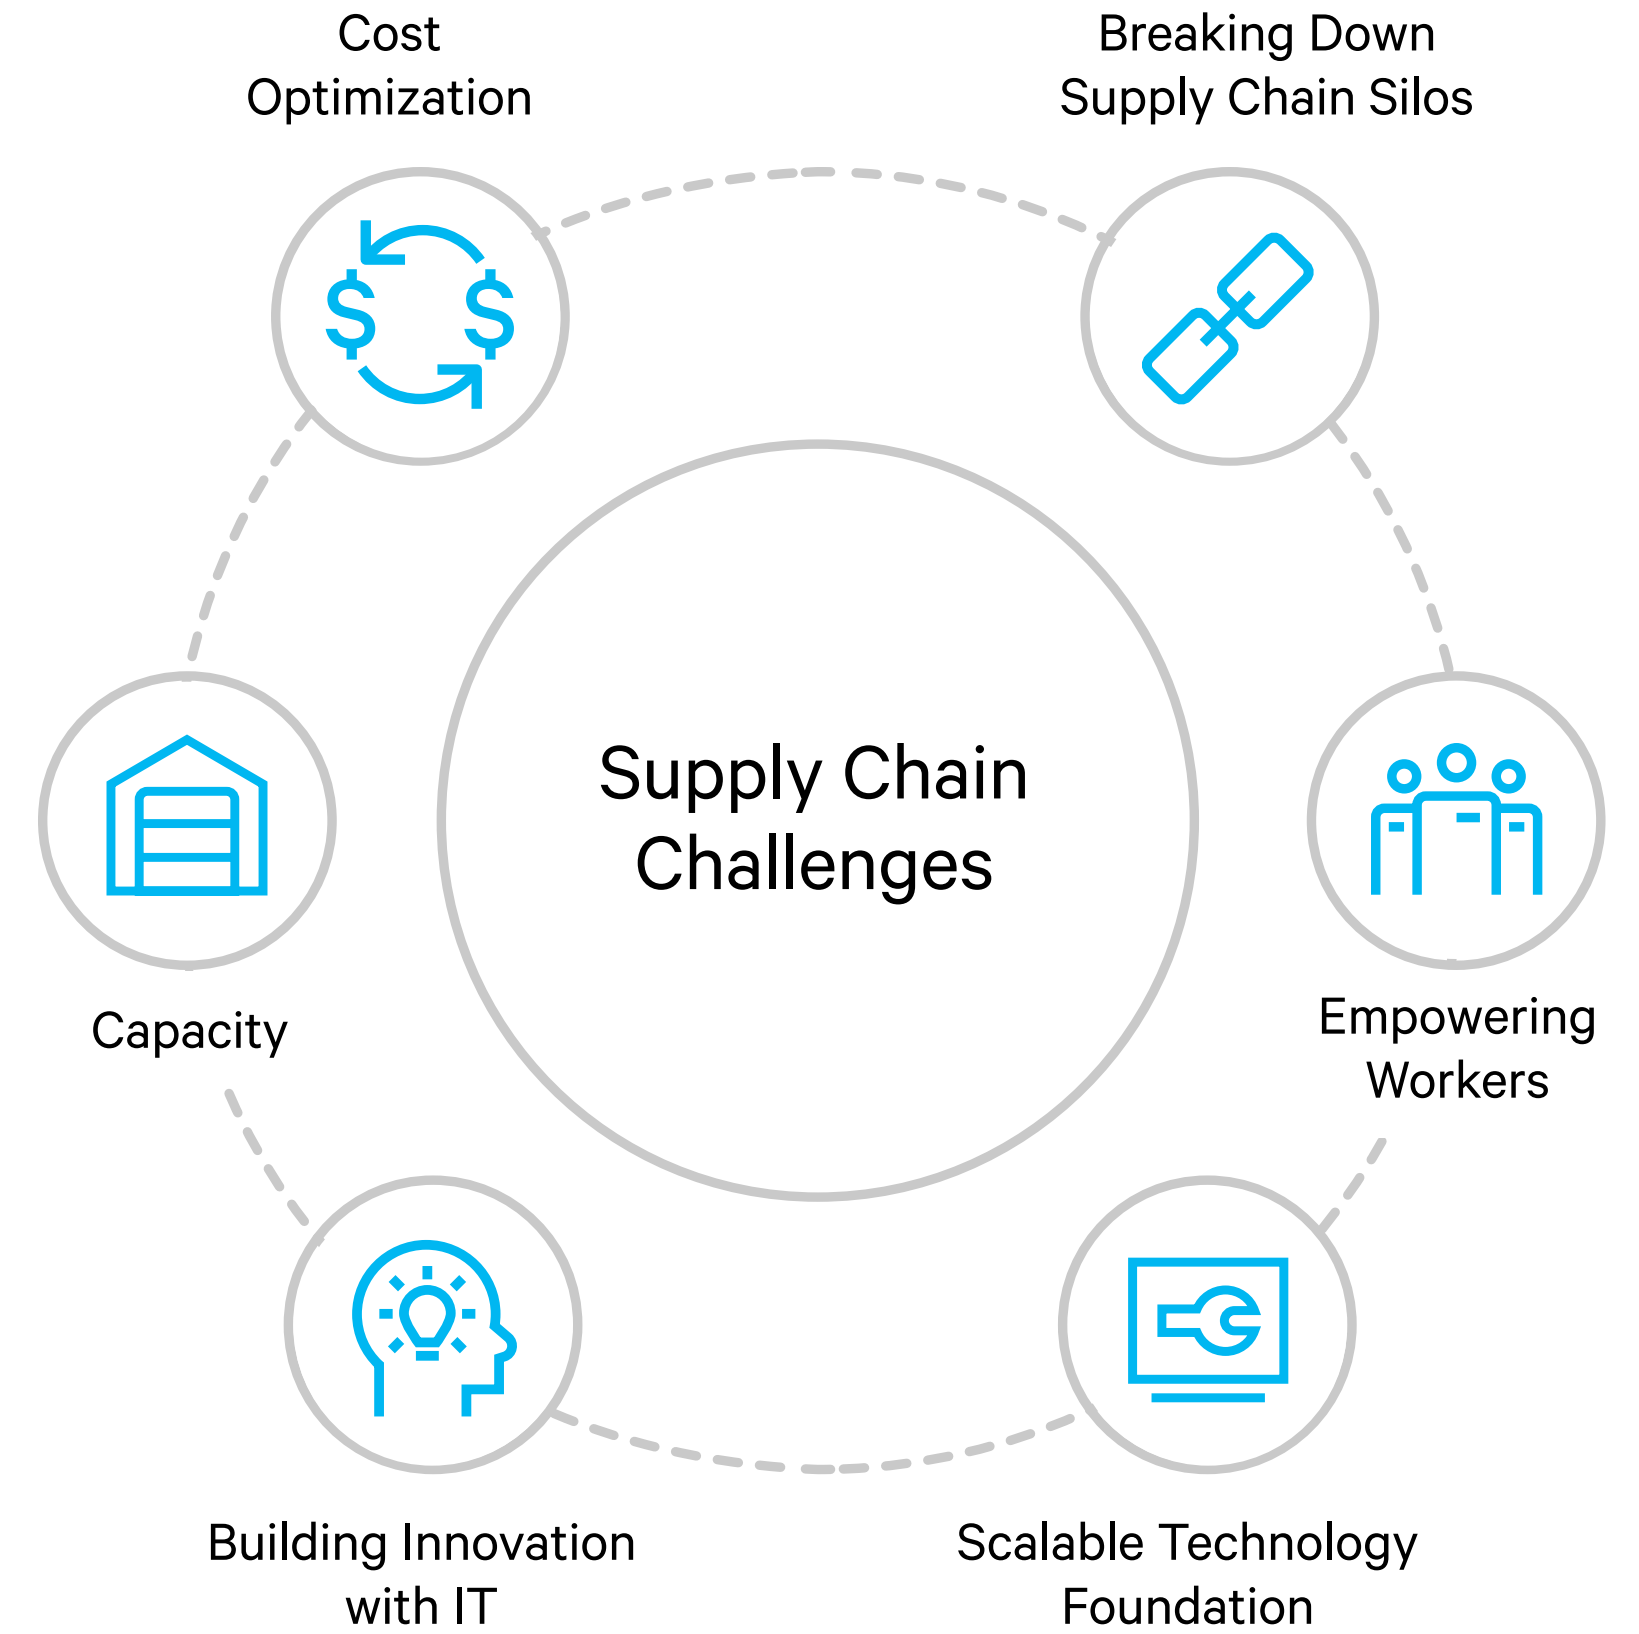 Cost
Optimization
Breaking Down
Supply Chain Silos
Supply Chain
Challenges
Capacity
Empowering
Workers
Building Innovation
with IT
Scalable Technology
Foundation